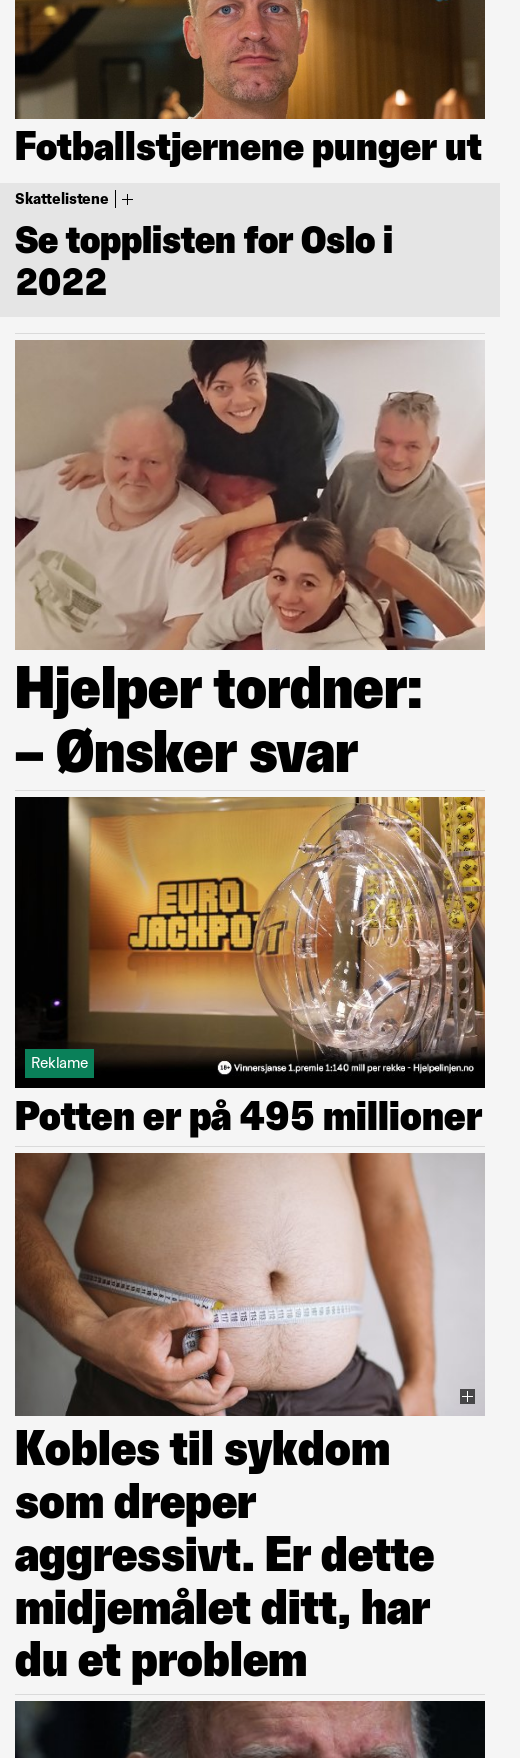 Fotballstjernene punger ut
Skattelistene | +
Se topplisten for Oslo i
2022
Hjelper tordner:
– Ønsker svar
EURO
JACKPOT
Reklame
18+ Vinnersjanse 1.premie 1:140 mill per rekke - Hjelpelinjen.no
Potten er på 495 millioner
Kobles til sykdom
som dreper
aggressivt. Er dette
midjemålet ditt, har
du et problem